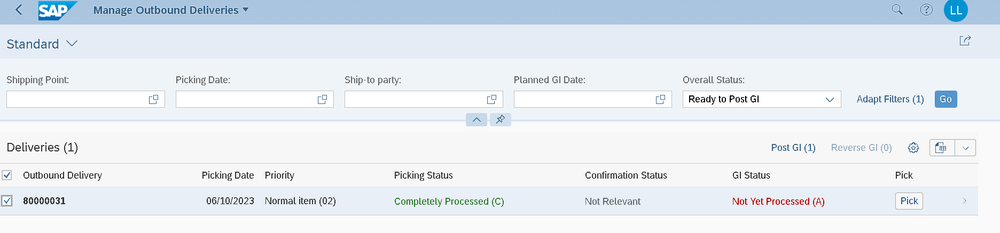 SAP Manage Outbound Deliveries LL
Standard
Shipping Point: Picking Date: Ship-to party: Planned GI Date: Overall Status:
Ready to Post GI Adapt Filters (1) Go
Deliveries (1) Post GI (1) Reverse GI (0)
Outbound Delivery Picking Date Priority Picking Status Confirmation Status GI Status Pick
80000031 06/10/2023 Normal item (02) Completely Processed (C) Not Relevant Not Yet Processed (A) Pick